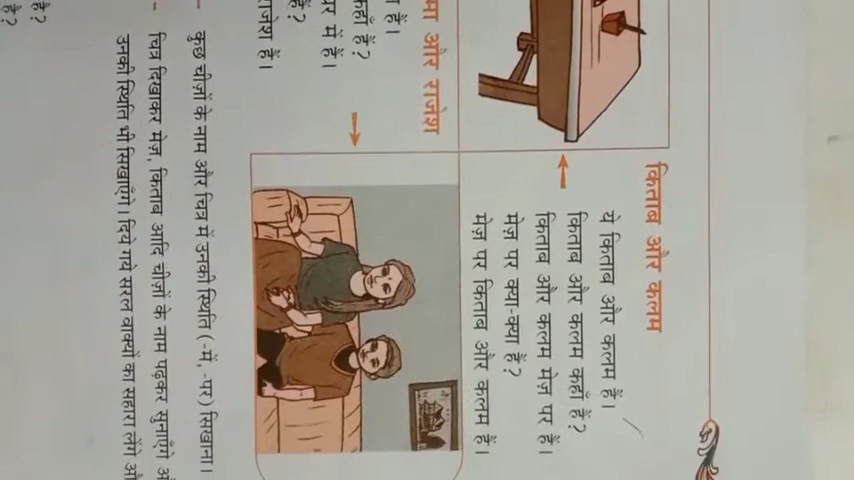 किताब और कलम
ये किताब और कलम हैं।
किताब और कलम कहाँ हैं?
किताब और कलम मेज़ पर हैं।
मेज़ पर क्या-क्या हैं?
मेज़ पर किताब और कलम हैं।
और राजेश
हैं।
हैं?
में हैं।
हैं?
राजेश हैं।
कुछ चीज़ों के नाम और चित्र में उनकी स्थिति (-में, -पर) सिखाना।
चित्र दिखाकर मेज़, किताब आदि चीज़ों के नाम पढ़कर सुनाएँगे
उनकी स्थिति भी सिखाएँगे। दिये गये सरल वाक्यों का सहारा लेंगे
है?
है?